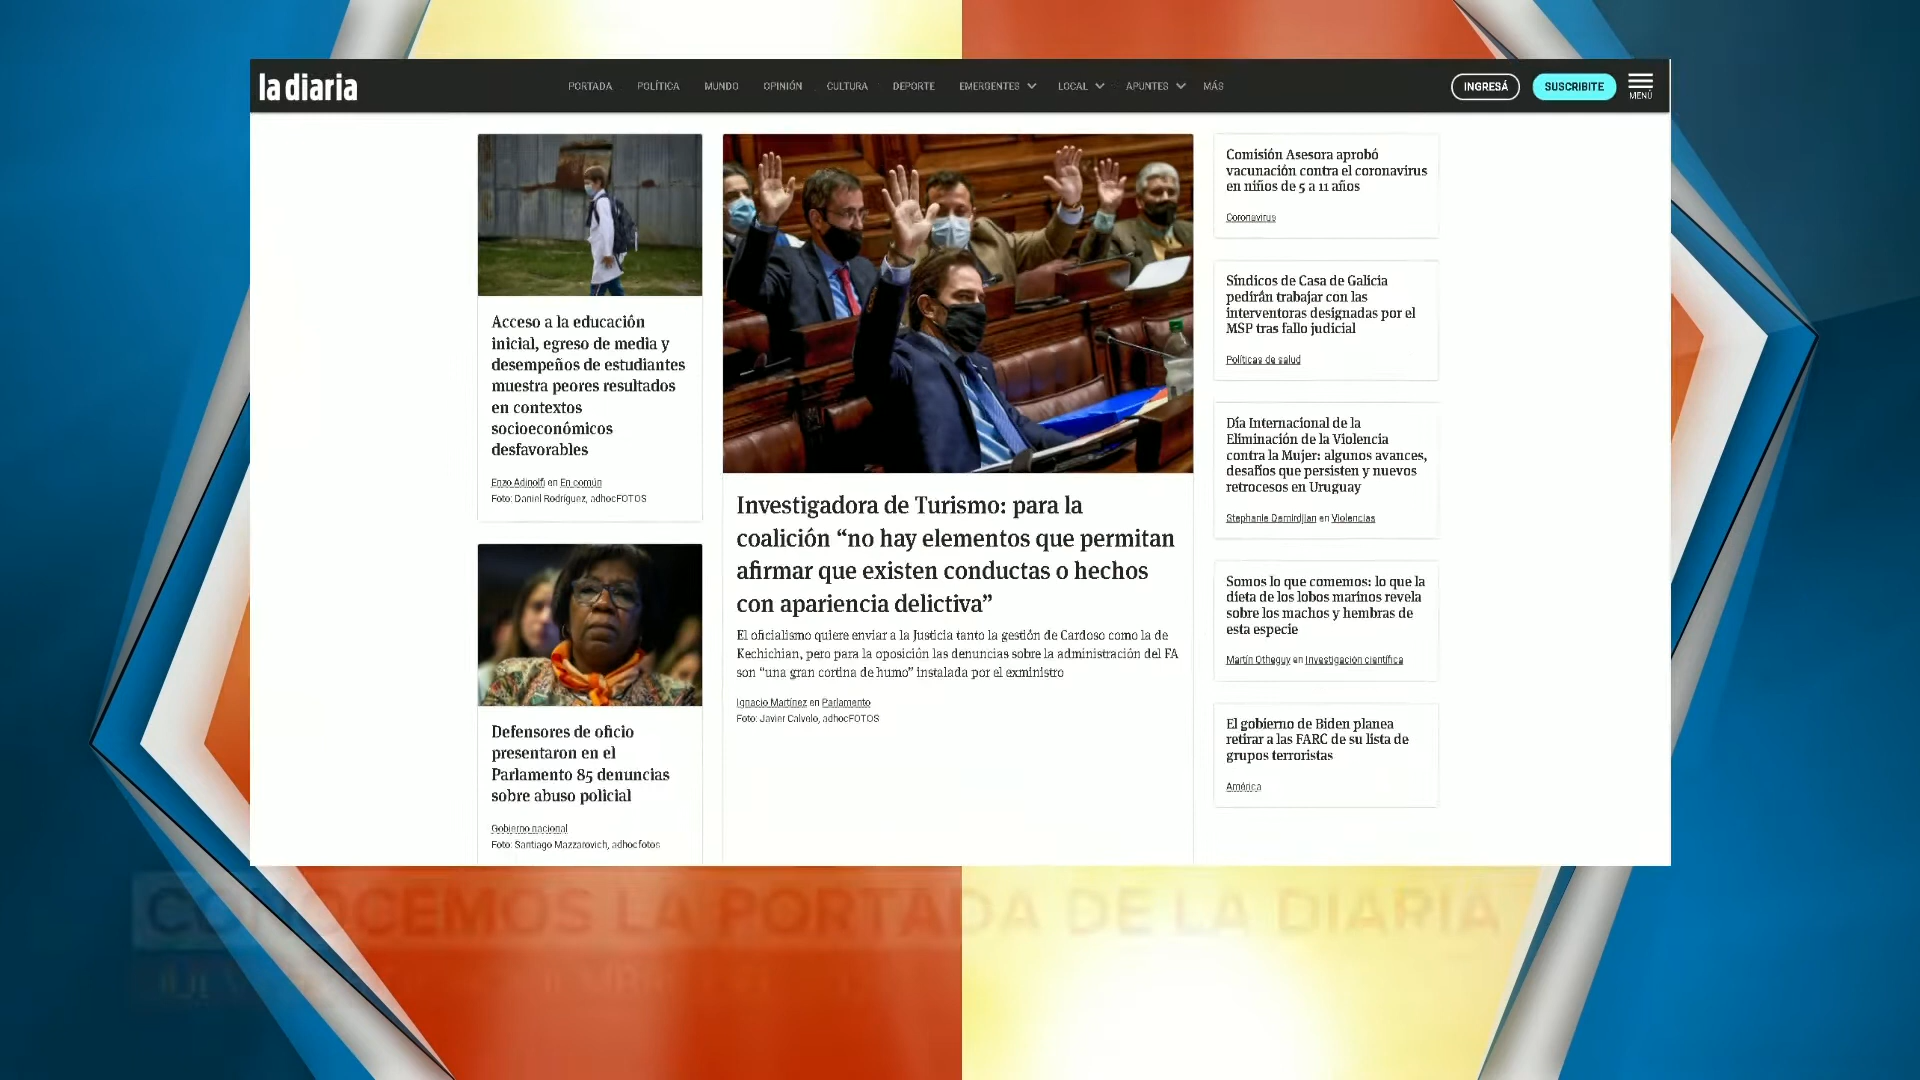 la diaria
PORTADA POLÍTICA MUNDO OPINIÓN CULTURA DEPORTE EMERGENTES LOCAL APUNTES MÁS
INGRESÁ SUSCRIBITE MENÚ
Acceso a la educación
inicial, egreso de media y
desempeños de estudiantes
muestra peores resultados
en contextos
socioeconómicos
desfavorables
Enzo Adinolfi en En común
Foto: Daniel Rodríguez, adhocFOTOS
Defensores de oficio
presentaron en el
Parlamento 85 denuncias
sobre abuso policial
Gobierno nacional
Foto: Santiago Mazzarovich, adhocfotos
Investigadora de Turismo: para la
coalición “no hay elementos que permitan
afirmar que existen conductas o hechos
con apariencia delictiva”
El oficialismo quiere enviar a la Justicia tanto la gestión de Cardoso como la de
Kechichian, pero para la oposición las denuncias sobre la administración del FA
son “una gran cortina de humo” instalada por el exministro
Ignacio Martínez en Parlamento
Foto: Javier Calvelo, adhocFOTOS
Comisión Asesora aprobó
vacunación contra el coronavirus
en niños de 5 a 11 años
Coronavirus
Síndicos de Casa de Galicia
pedirán trabajar con las
interventoras designadas por el
MSP tras fallo judicial
Políticas de salud
Día Internacional de la
Eliminación de la Violencia
contra la Mujer: algunos avances,
desafíos que persisten y nuevos
retrocesos en Uruguay
Stephanie Demirdjian en Violencias
Somos lo que comemos: lo que la
dieta de los lobos marinos revela
sobre los machos y hembras de
esta especie
Martín Otheguy en Investigación científica
El gobierno de Biden planea
retirar a las FARC de su lista de
grupos terroristas
América
CONOCEMOS LA PORTADA DE LA DIARIA